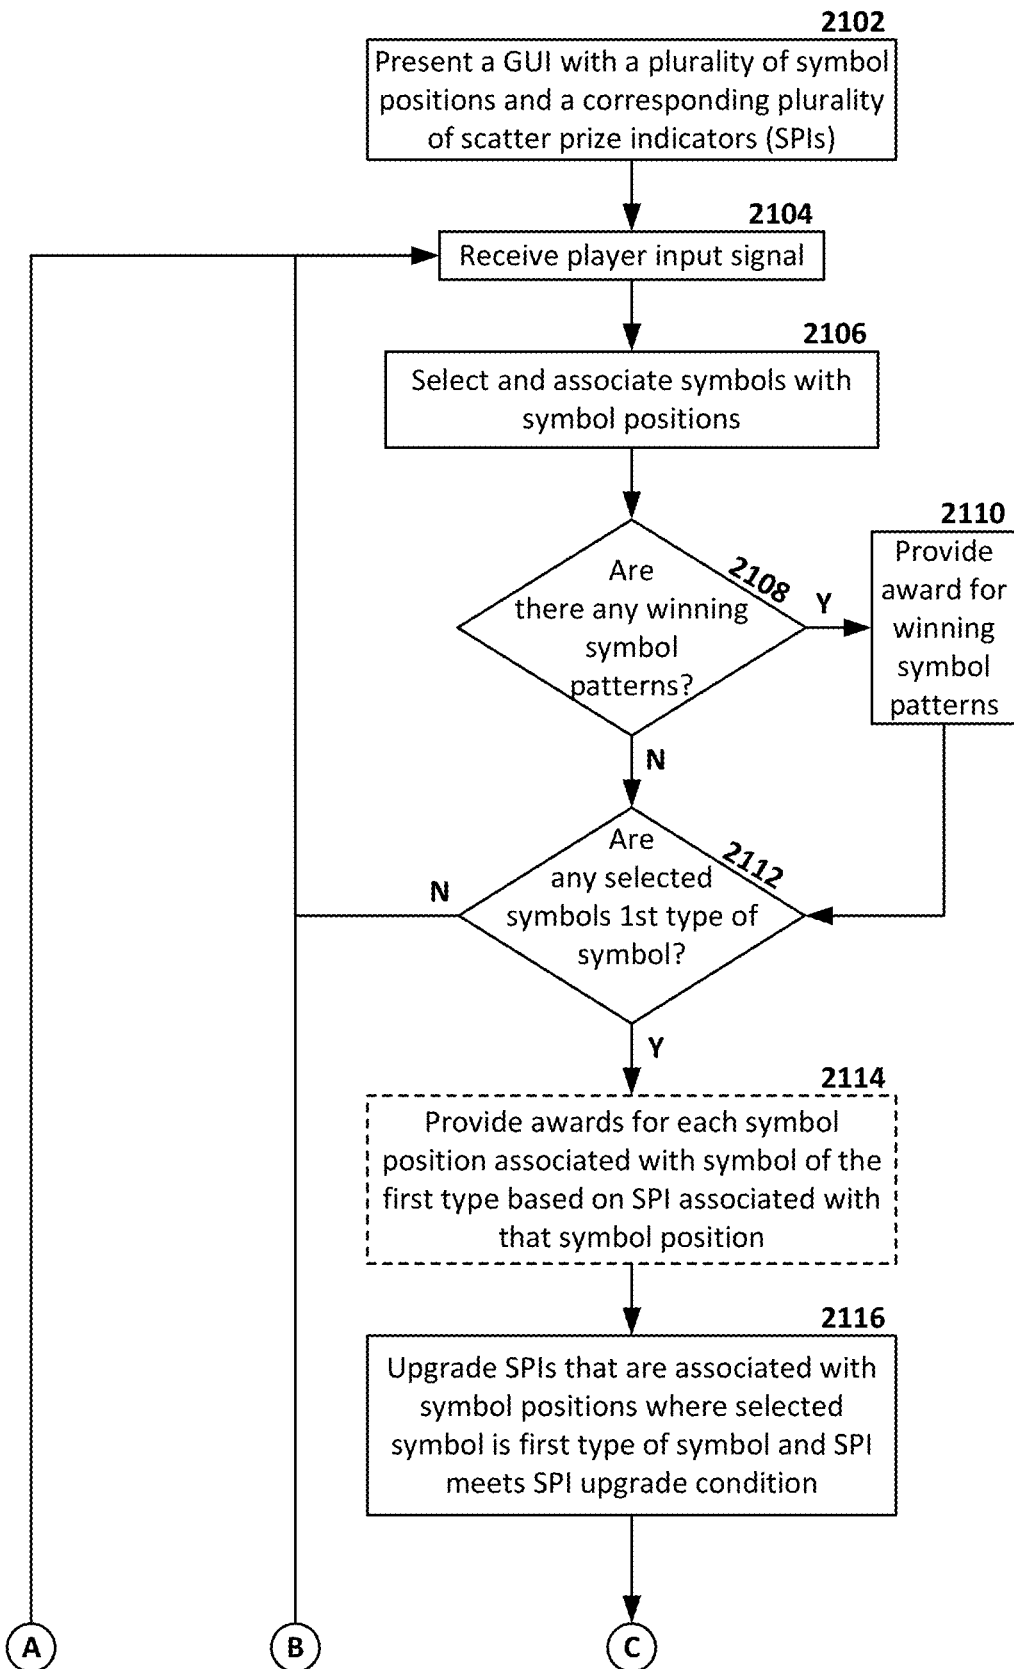 2102
Present a GUI with a plurality of symbol
positions and a corresponding plurality
of scatter prize indicators (SPIs)
2104
Receive player input signal
2106
Select and associate symbols with
symbol positions
2108
Are
there any winning
symbol
patterns?
Y
2110
Provide
award for
winning
symbol
patterns
N
2112
Are
any selected
symbols 1st type of
symbol?
N
Y
2114
Provide awards for each symbol
position associated with symbol of the
first type based on SPI associated with
that symbol position
2116
Upgrade SPIs that are associated with
symbol positions where selected
symbol is first type of symbol and SPI
meets SPI upgrade condition
A
B
C